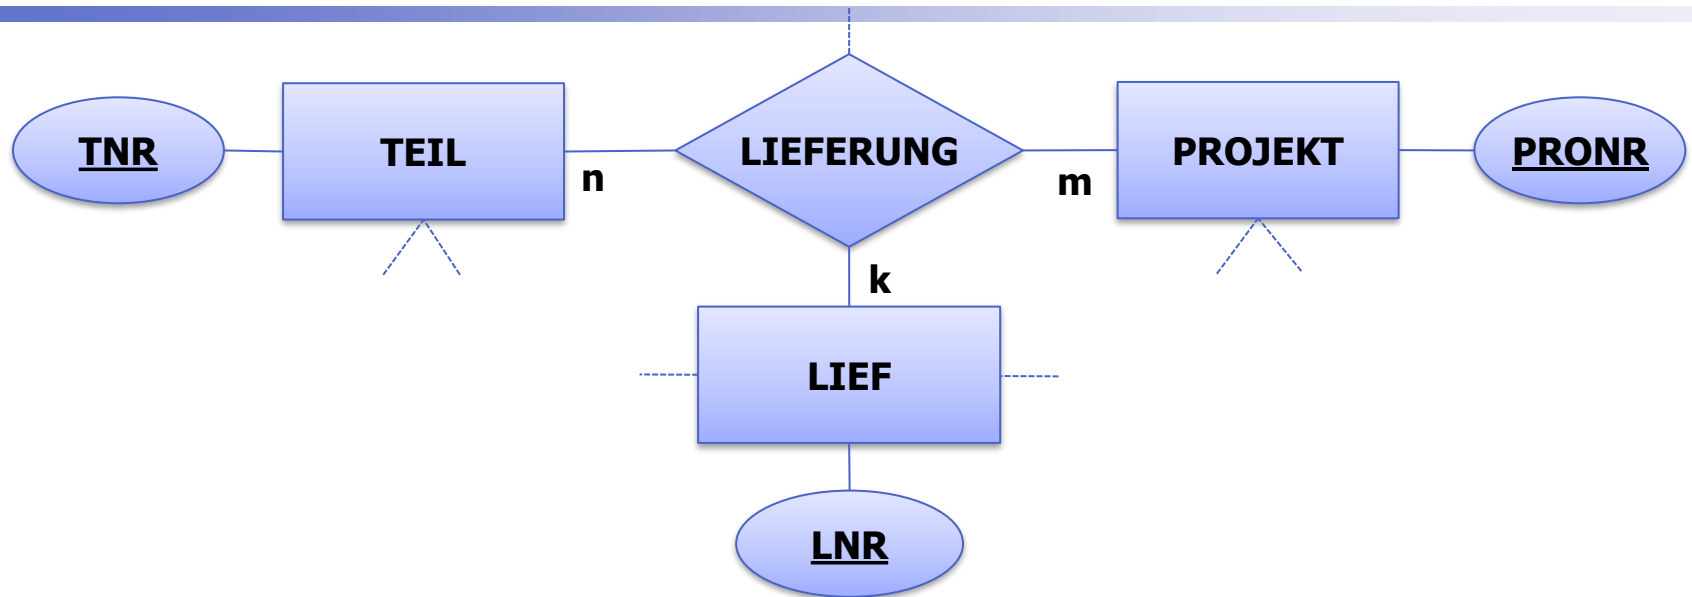 TNR
TEIL
n
LIEFERUNG
m
PROJEKT
PRONR
k
LIEF
LNR